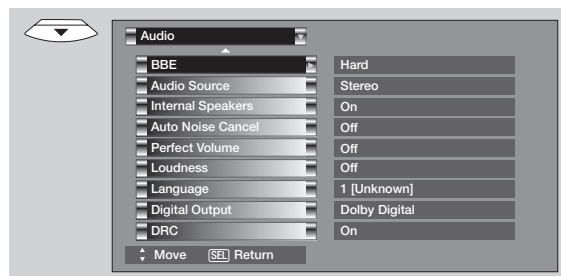 Audio
BBE Hard
Audio Source Stereo
Internal Speakers On
Auto Noise Cancel Off
Perfect Volume Off
Loudness Off
Language 1 [Unknown]
Digital Output Dolby Digital
DRC On
Move SEL Return